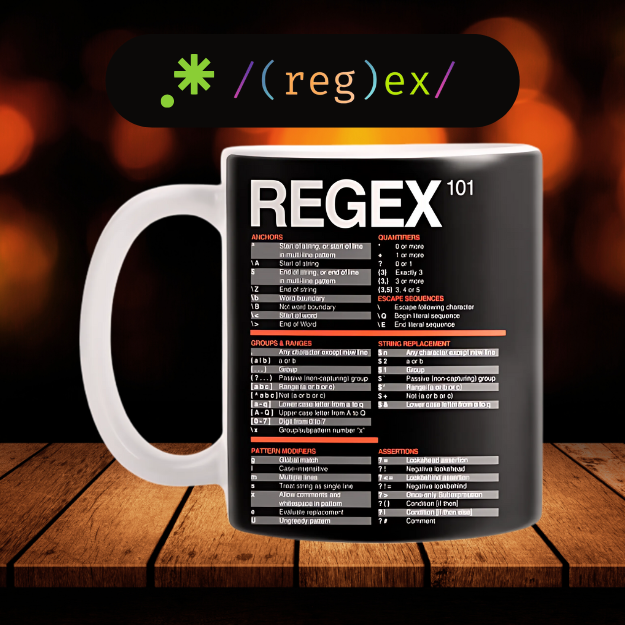 .* /(reg)ex/
REGEX 101
ANCHORS
^ Start of string, or start of line
in multi-line pattern
\A Start of string
$ End of string, or end of line
in multi-line pattern
\Z End of string
\b Word boundary
\B Not word boundary
\< Start of word
\> End of Word
QUANTIFIERS
* 0 or more
+ 1 or more
? 0 or 1
{3} Exactly 3
{3,} 3 or more
{3,5} 3, 4 or 5
ESCAPE SEQUENCES
\ Escape following character
\Q Begin literal sequence
\E End literal sequence
GROUPS & RANGES
. Any character except new line
(a|b) a or b
(...) Group
(?...) Passive (non-capturing) group
[abc] Range (a or b or c)
[^abc] Not (a or b or c)
[a-q] Lower case letter from a to q
[A-Q] Upper case letter from A to Q
[0-7] Digit from 0 to 7
\x Group/subpattern number "x"
STRING REPLACEMENT
$n Any character except new line
$2 a or b
$1 Group
$` Passive (non-capturing) group
$' Range (a or b or c)
$+ Not (a or b or c)
$& Lower case letter from a to q
PATTERN MODIFIERS
g Global match
i Case-intensitive
m Multiple lines
s Treat string as single line
x Allow comments and
whitespace in pattern
e Evaluate replacement
U Ungreedy pattern
ASSERTIONS
?= Lookahead assertion
?! Negative lookahead
?<= Lookbehind assertion
?!= Negative lookbehind
?> Once-only Subexpression
?() Condition [if then]
?| Condition [if then else]
?# Comment